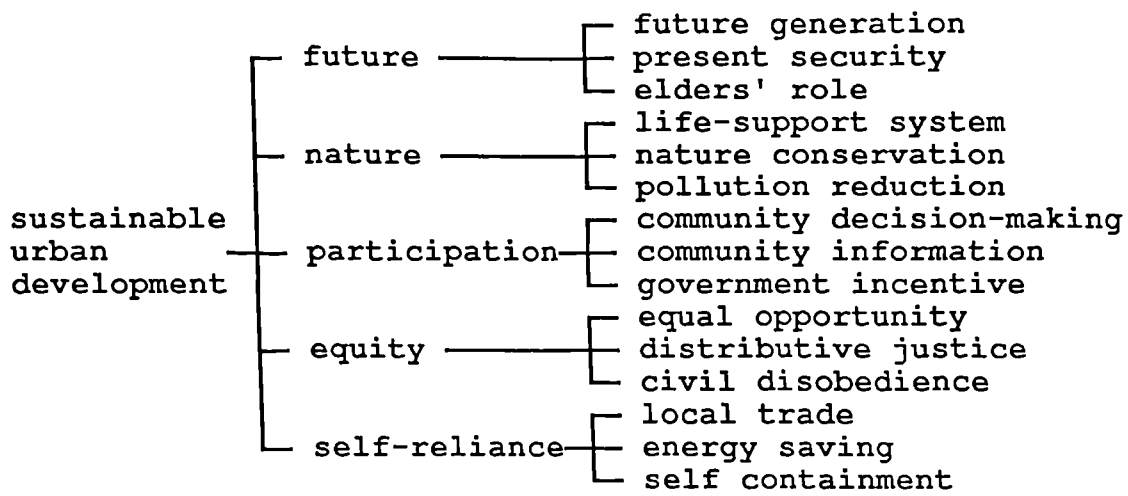 future generation
future present security
elders' role
life-support system
nature nature conservation
pollution reduction
sustainable community decision-making
urban participation community information
development government incentive
equal opportunity
equity distributive justice
civil disobedience
local trade
self-reliance energy saving
self containment